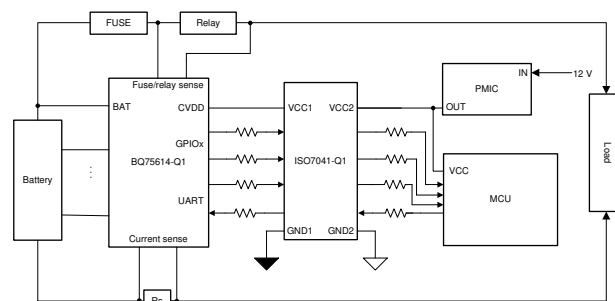 FUSE
Relay
Fuse/relay sense
BAT
CVDD
VCC1
VCC2
IN
12 V
PMIC
OUT
GPIOx
BQ75614-Q1
ISO7041-Q1
Battery
VCC
MCU
Load
UART
GND1
GND2
Current sense
Rs